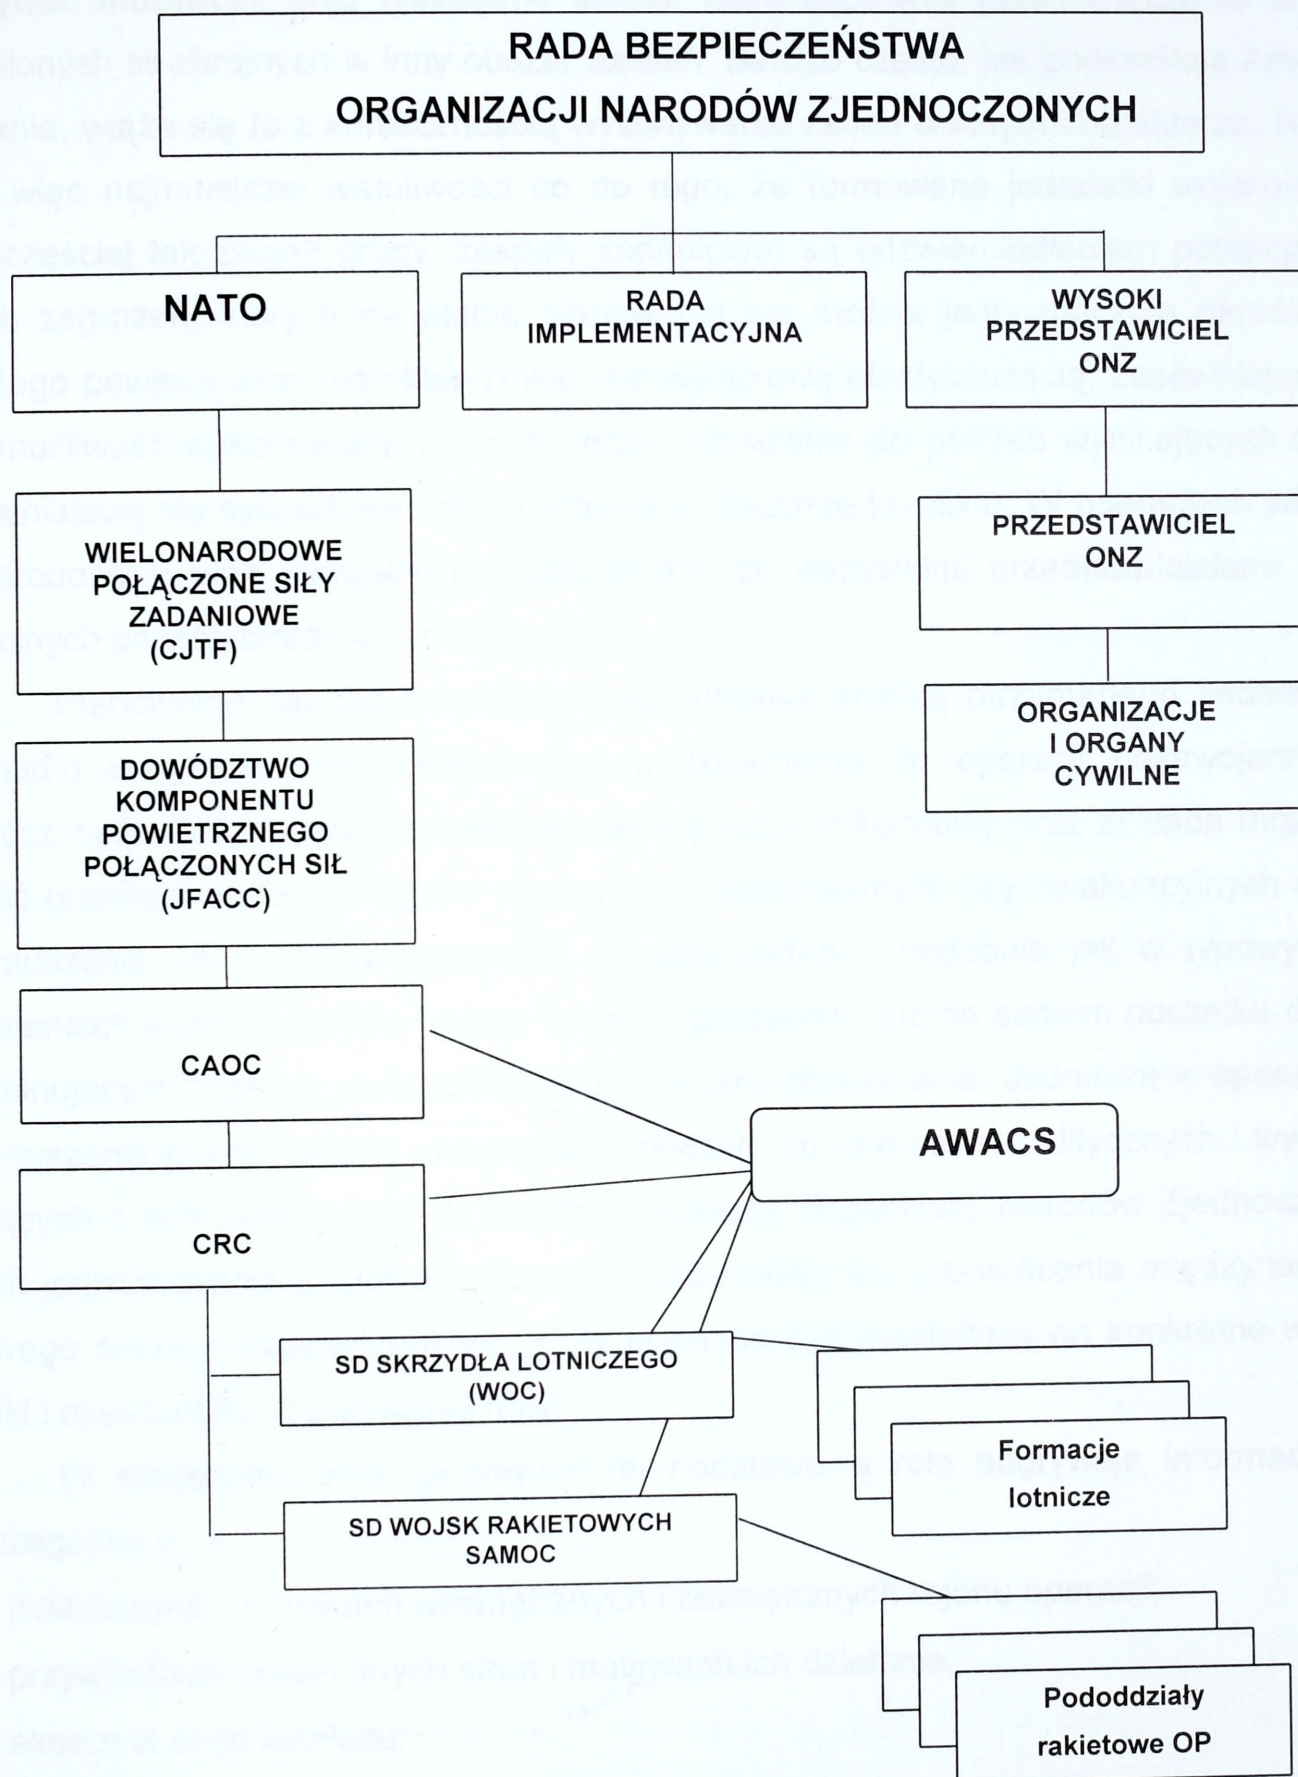 RADA BEZPIECZEŃSTWA
ORGANIZACJI NARODÓW ZJEDNOCZONYCH
NATO
RADA
IMPLEMENTACYJNA
WYSOKI
PRZEDSTAWICIEL
ONZ
WIELONARODOWE
POŁĄCZONE SIŁY
ZADANIOWE
(CJTF)
PRZEDSTAWICIEL
ONZ
DOWÓDZTWO
KOMPONENTU
POWIETRZNEGO
POŁĄCZONYCH SIŁ
(JFACC)
ORGANIZACJE
I ORGANY
CYWILNE
CAOC
AWACS
CRC
SD SKRZYDŁA LOTNICZEGO
(WOC)
Formacje
lotnicze
SD WOJSK RAKIETOWYCH
SAMOC
Pododdziały
rakietowe OP